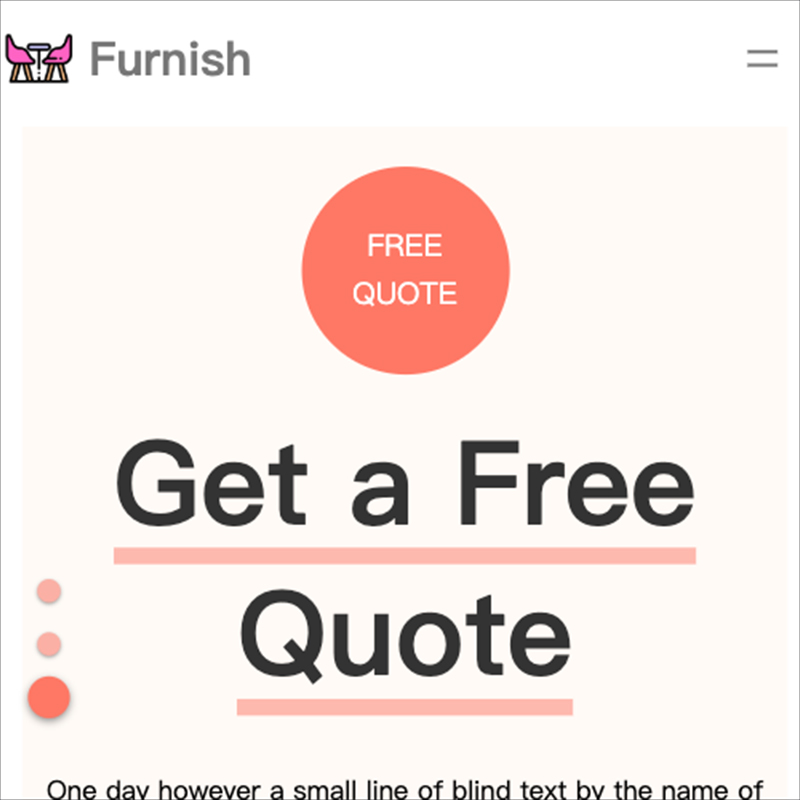 Furnish
FREE
QUOTE
Get a Free
Quote
One day however a small line of blind text by the name of